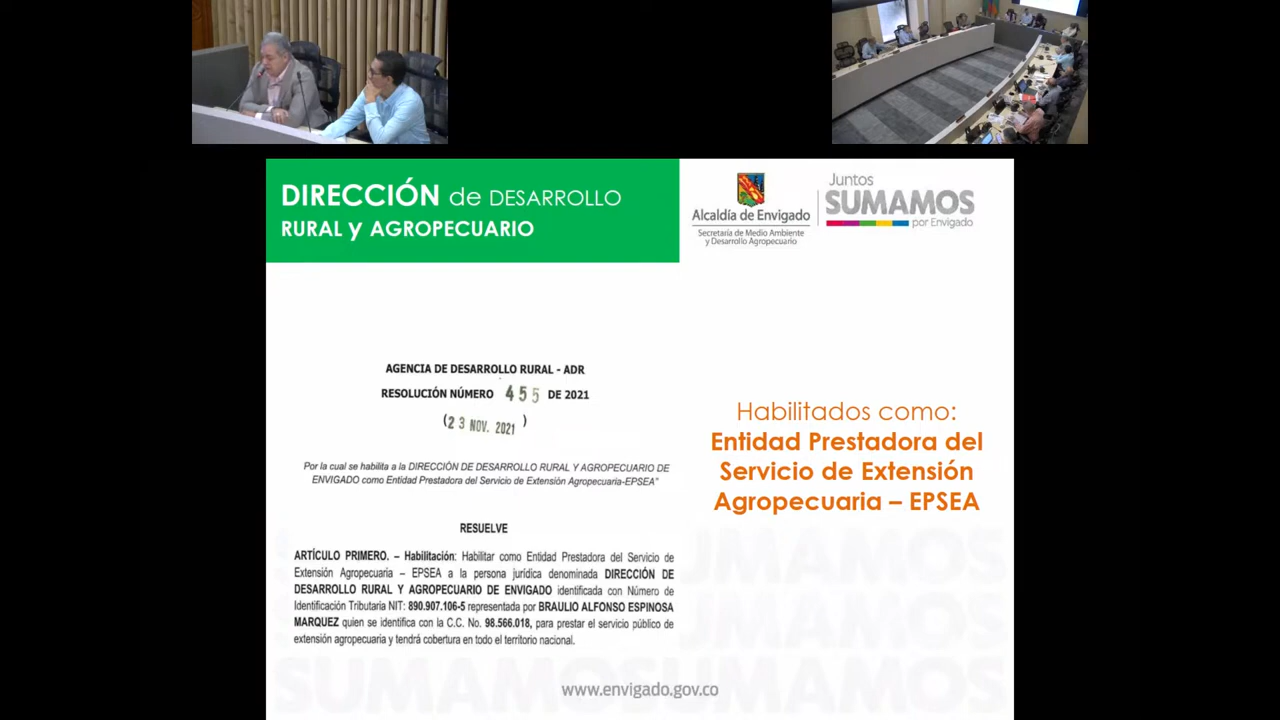 DIRECCIÓN de DESARROLLO
RURAL y AGROPECUARIO
Alcaldía de Envigado
Secretaría de Medio Ambiente
y Desarrollo Agropecuario
Juntos
SUMAMOS
por Envigado
AGENCIA DE DESARROLLO RURAL - ADR
RESOLUCIÓN NÚMERO 455 DE 2021
(23 NOV. 2021)
Por la cual se habilita a la DIRECCIÓN DE DESARROLLO RURAL Y AGROPECUARIO DE
ENVIGADO como Entidad Prestadora del Servicio de Extensión Agropecuaria-EPSEA"
RESUELVE
ARTÍCULO PRIMERO. – Habilitación: Habilitar como Entidad Prestadora del Servicio de
Extensión Agropecuaria – EPSEA a la persona jurídica denominada DIRECCIÓN DE
DESARROLLO RURAL Y AGROPECUARIO DE ENVIGADO identificada con Número de
Identificación Tributaria NIT: 890.907.106-5 representada por BRAULIO ALFONSO ESPINOSA
MARQUEZ quien se identifica con la C.C. No. 98.566.018, para prestar el servicio público de
extensión agropecuaria y tendrá cobertura en todo el territorio nacional.
Habilitados como:
Entidad Prestadora del
Servicio de Extensión
Agropecuaria – EPSEA
SUMAMOSSUMAMOS
www.envigado.gov.co